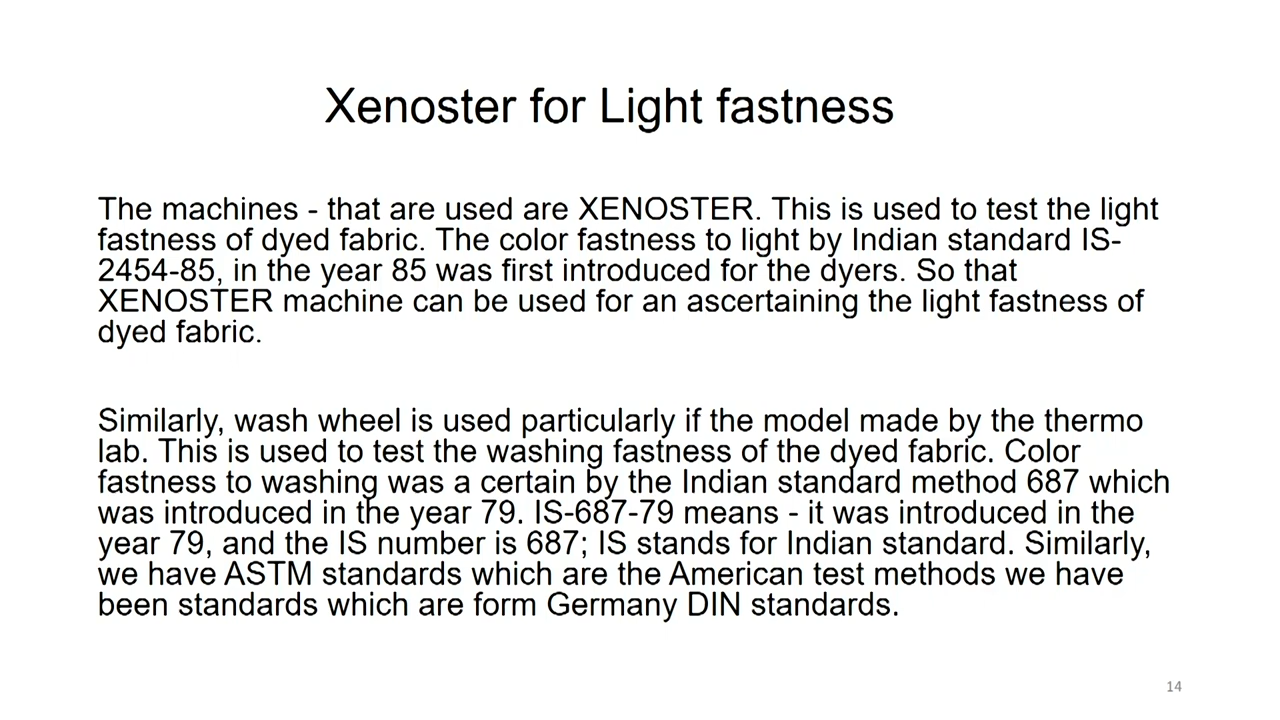 Xenoster for Light fastness
The machines - that are used are XENOSTER. This is used to test the light
fastness of dyed fabric. The color fastness to light by Indian standard IS-
2454-85, in the year 85 was first introduced for the dyers. So that
XENOSTER machine can be used for an ascertaining the light fastness of
dyed fabric.
Similarly, wash wheel is used particularly if the model made by the thermo
lab. This is used to test the washing fastness of the dyed fabric. Color
fastness to washing was a certain by the Indian standard method 687 which
was introduced in the year 79. IS-687-79 means - it was introduced in the
year 79, and the IS number is 687; IS stands for Indian standard. Similarly,
we have ASTM standards which are the American test methods we have
been standards which are form Germany DIN standards.
14